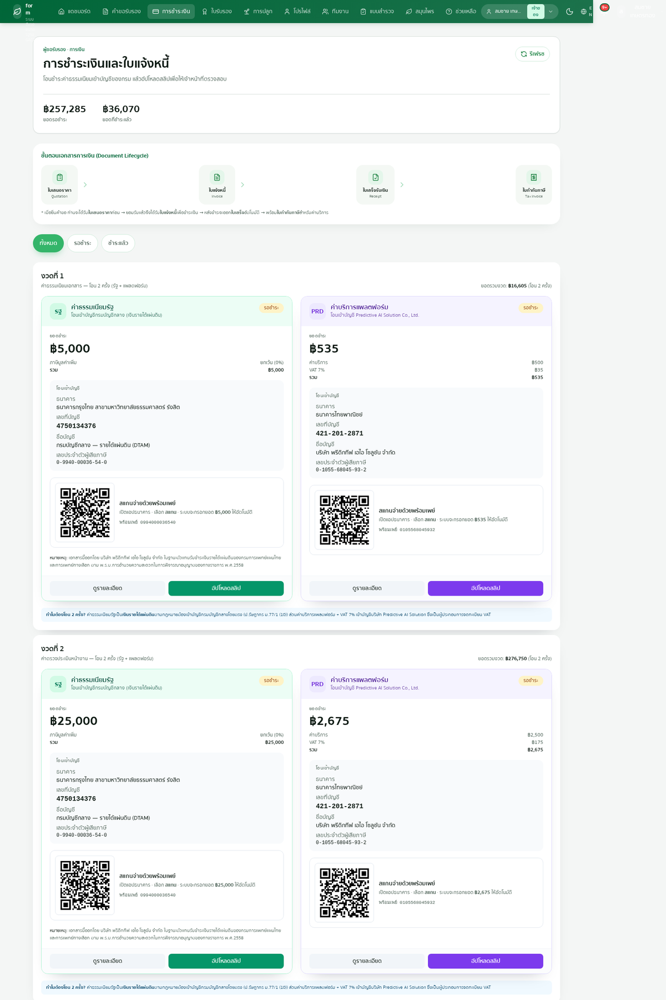 for
m
ระบบ
แดชบอร์ด
คำขอรับรอง
การชำระเงิน
ใบรับรอง
การปลูก
โปรไฟล์
ทีมงาน
แบบสำรวจ
สมุนไพร
ช่วยเหลือ
สมชาย เกษ...
เจ้าข
อง
E
N
9+
ผู้ขอรับรอง · การเงิน
การชำระเงินและใบแจ้งหนี้
รีเฟรช
โอนชำระค่าธรรมเนียมเข้าบัญชีของกรม แล้วอัปโหลดสลิปเพื่อให้เจ้าหน้าที่ตรวจสอบ
฿257,285
ยอดรอชำระ
฿36,070
ยอดที่ชำระแล้ว
ขั้นตอนเอกสารการเงิน (Document Lifecycle)
ใบเสนอราคา
Quotation
ใบแจ้งหนี้
Invoice
ใบเสร็จรับเงิน
Receipt
ใบกำกับภาษี
Tax Invoice
* เมื่อยื่นคำขอ ท่านจะได้รับใบเสนอราคาก่อน → ยอมรับแล้วจึงได้รับใบแจ้งหนี้เพื่อชำระเงิน → หลังชำระจะออกใบเสร็จอัตโนมัติ → พร้อมใบกำกับภาษีสำหรับค่าบริการ
ทั้งหมด
รอชำระ
ชำระแล้ว
งวดที่ 1
ค่าธรรมเนียมเอกสาร — โอน 2 ครั้ง (รัฐ + แพลตฟอร์ม)
ยอดรวมงวด: ฿16,605 (โอน 2 ครั้ง)
รัฐ
ค่าธรรมเนียมรัฐ
โอนเข้าบัญชีกรมบัญชีกลาง (เงินรายได้แผ่นดิน)
รอชำระ
ยอดชำระ
฿5,000
ภาษีมูลค่าเพิ่ม
ยกเว้น (0%)
รวม
฿5,000
โอนเข้าบัญชี
ธนาคาร
ธนาคารกรุงไทย สาขามหาวิทยาลัยธรรมศาสตร์ รังสิต
เลขที่บัญชี
4750134376
ชื่อบัญชี
กรมบัญชีกลาง — รายได้แผ่นดิน (DTAM)
เลขประจำตัวผู้เสียภาษี
0-9940-00036-54-0
สแกนจ่ายด้วยพร้อมเพย์
เปิดแอปธนาคาร · เลือก สแกน · ระบบจะกรอกยอด ฿5,000 ให้อัตโนมัติ
พร้อมเพย์ 0994000036540
หมายเหตุ: เอกสารนี้ออกโดย บริษัท พรีดิกทีฟ เอไอ โซลูชัน จำกัด ในฐานะตัวแทนรับชำระเงินรายได้แผ่นดินของกรมการแพทย์แผนไทย
และการแพทย์ทางเลือก ตาม พ.ร.บ.การอำนวยความสะดวกในการพิจารณาอนุญาตของทางราชการ พ.ศ.2558
ดูรายละเอียด
อัปโหลดสลิป
PRD
ค่าบริการแพลตฟอร์ม
โอนเข้าบัญชี Predictive AI Solution Co., Ltd.
รอชำระ
ยอดชำระ
฿535
ค่าบริการ
฿500
VAT 7%
฿35
รวม
฿535
โอนเข้าบัญชี
ธนาคาร
ธนาคารไทยพาณิชย์
เลขที่บัญชี
421-201-2871
ชื่อบัญชี
บริษัท พรีดิกทีฟ เอไอ โซลูชัน จำกัด
เลขประจำตัวผู้เสียภาษี
0-1055-68045-93-2
สแกนจ่ายด้วยพร้อมเพย์
เปิดแอปธนาคาร · เลือก สแกน · ระบบจะกรอกยอด ฿535 ให้อัตโนมัติ
พร้อมเพย์ 0105568045932
ดูรายละเอียด
อัปโหลดสลิป
ทำไมต้องโอน 2 ครั้ง? ค่าธรรมเนียมรัฐเป็นเงินรายได้แผ่นดินตามกฎหมายต้องเข้าบัญชีกรมบัญชีกลางโดยตรง (ป.รัษฎากร ม.77/1 (10)) ส่วนค่าบริการแพลตฟอร์ม + VAT 7% เข้าบัญชีบริษัท Predictive AI Solution ซึ่งเป็นผู้ประกอบการจดทะเบียน VAT
งวดที่ 2
ค่าตรวจประเมินหน้างาน — โอน 2 ครั้ง (รัฐ + แพลตฟอร์ม)
ยอดรวมงวด: ฿276,750 (โอน 2 ครั้ง)
รัฐ
ค่าธรรมเนียมรัฐ
โอนเข้าบัญชีกรมบัญชีกลาง (เงินรายได้แผ่นดิน)
รอชำระ
ยอดชำระ
฿25,000
ภาษีมูลค่าเพิ่ม
ยกเว้น (0%)
รวม
฿25,000
โอนเข้าบัญชี
ธนาคาร
ธนาคารกรุงไทย สาขามหาวิทยาลัยธรรมศาสตร์ รังสิต
เลขที่บัญชี
4750134376
ชื่อบัญชี
กรมบัญชีกลาง — รายได้แผ่นดิน (DTAM)
เลขประจำตัวผู้เสียภาษี
0-9940-00036-54-0
สแกนจ่ายด้วยพร้อมเพย์
เปิดแอปธนาคาร · เลือก สแกน · ระบบจะกรอกยอด ฿25,000 ให้อัตโนมัติ
พร้อมเพย์ 0994000036540
หมายเหตุ: เอกสารนี้ออกโดย บริษัท พรีดิกทีฟ เอไอ โซลูชัน จำกัด ในฐานะตัวแทนรับชำระเงินรายได้แผ่นดินของกรมการแพทย์แผนไทย
และการแพทย์ทางเลือก ตาม พ.ร.บ.การอำนวยความสะดวกในการพิจารณาอนุญาตของทางราชการ พ.ศ.2558
ดูรายละเอียด
อัปโหลดสลิป
PRD
ค่าบริการแพลตฟอร์ม
โอนเข้าบัญชี Predictive AI Solution Co., Ltd.
รอชำระ
ยอดชำระ
฿2,675
ค่าบริการ
฿2,500
VAT 7%
฿175
รวม
฿2,675
โอนเข้าบัญชี
ธนาคาร
ธนาคารไทยพาณิชย์
เลขที่บัญชี
421-201-2871
ชื่อบัญชี
บริษัท พรีดิกทีฟ เอไอ โซลูชัน จำกัด
เลขประจำตัวผู้เสียภาษี
0-1055-68045-93-2
สแกนจ่ายด้วยพร้อมเพย์
เปิดแอปธนาคาร · เลือก สแกน · ระบบจะกรอกยอด ฿2,675 ให้อัตโนมัติ
พร้อมเพย์ 0105568045932
ดูรายละเอียด
อัปโหลดสลิป
ทำไมต้องโอน 2 ครั้ง? ค่าธรรมเนียมรัฐเป็นเงินรายได้แผ่นดินตามกฎหมายต้องเข้าบัญชีกรมบัญชีกลางโดยตรง (ป.รัษฎากร ม.77/1 (10)) ส่วนค่าบริการแพลตฟอร์ม + VAT 7% เข้าบัญชีบริษัท Predictive AI Solution ซึ่งเป็นผู้ประกอบการจดทะเบียน VAT